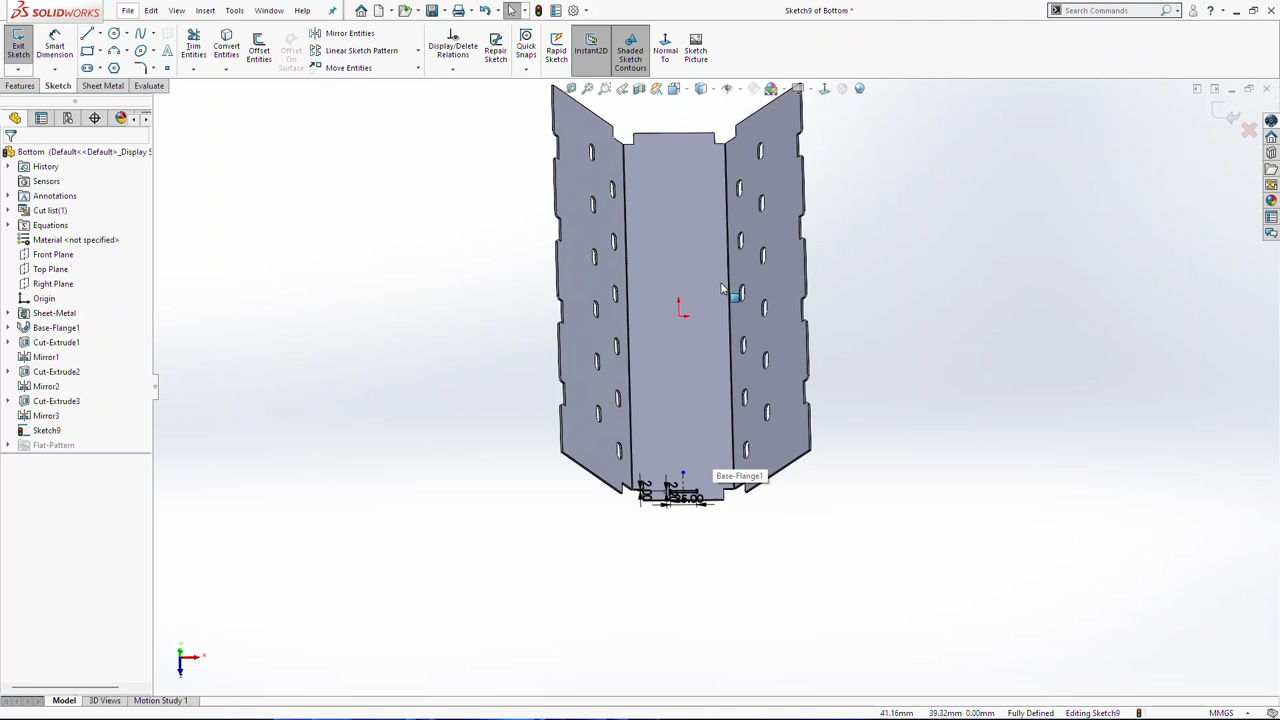 SOLIDWORKS
File Edit View Insert Tools Window Help
Sketch9 of Bottom *
Search Commands
Exit Sketch
Smart Dimension
Trim Entities
Convert Entities
Offset Entities
Offset On Surface
Mirror Entities
Linear Sketch Pattern
Move Entities
Display/Delete Relations
Repair Sketch
Quick Snaps
Rapid Sketch
Instant2D
Shaded Sketch Contours
Normal To
Sketch Picture
Features Sketch Sheet Metal Evaluate
Bottom (Default<<Default>_Display S
History
Sensors
Annotations
Cut list(1)
Equations
Material <not specified>
Front Plane
Top Plane
Right Plane
Origin
Sheet-Metal
Base-Flange1
Cut-Extrude1
Mirror1
Cut-Extrude2
Mirror2
Cut-Extrude3
Mirror3
Sketch9
Flat-Pattern
Base-Flange1
Model 3D Views Motion Study 1
41.16mm 39.32mm 0.00mm Fully Defined Editing Sketch9 MMGS